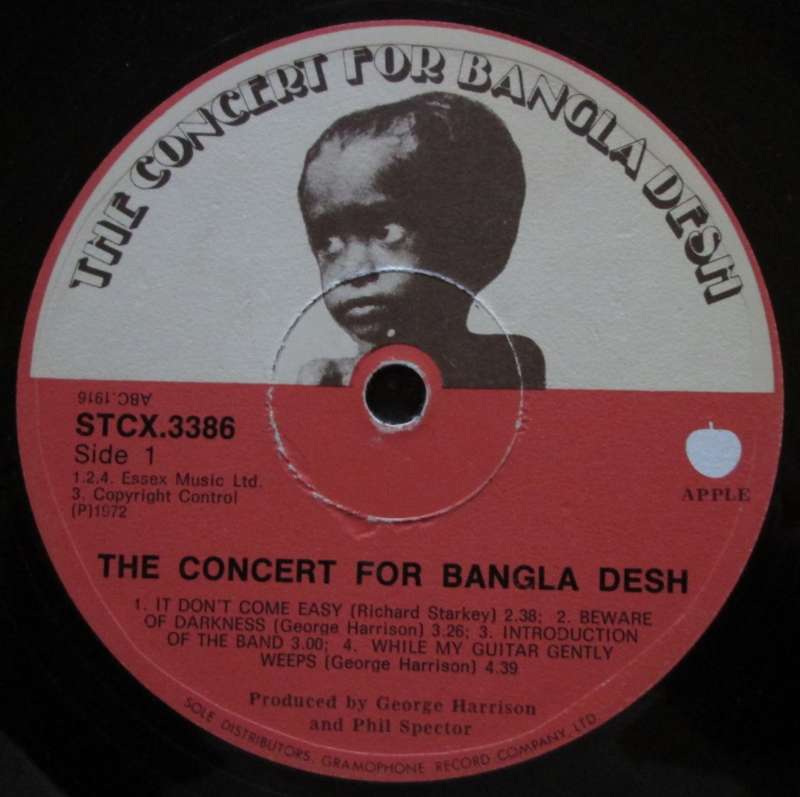 THE CONCERT FOR BANGLA DESH
ABC.1916
STCX.3386
Side 1
1.2.4. Essex Music Ltd.
3. Copyright Control
(P)1972
APPLE
THE CONCERT FOR BANGLA DESH
1. IT DON'T COME EASY (Richard Starkey) 2.38; 2. BEWARE
OF DARKNESS (George Harrison) 3:26; 3. INTRODUCTION
OF THE BAND 3.00; 4. WHILE MY GUITAR GENTLY
WEEPS (George Harrison) 4.39
Produced by George Harrison
and Phil Spector
SOLE DISTRIBUTORS, GRAMOPHONE RECORD COMPANY, LTD